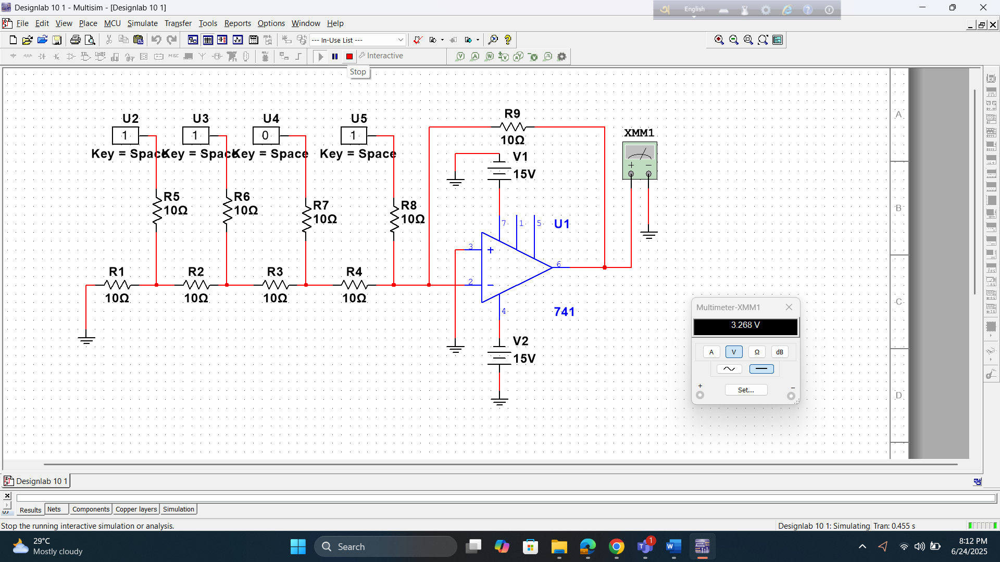 Designlab 10 1 - Multisim - [Designlab 10 1]
English
File Edit View Place MCU Simulate Transfer Tools Reports Options Window Help
--- In-Use List ---
MISC
Interactive
Stop
U2
1
Key = Space
U3
1
Key = Space
U4
0
Key = Space
U5
1
Key = Space
R9
10Ω
V1
15V
XMM1
+ −
A
B
C
D
R5
10Ω
R6
10Ω
R7
10Ω
R8
10Ω
7 1 5
U1
3
+
6
2
−
4
741
R1
10Ω
R2
10Ω
R3
10Ω
R4
10Ω
V2
15V
Multimeter-XMM1
3.268 V
A V Ω dB
+ −
Set...
Designlab 10 1
Results Nets Components Copper layers Simulation
Stop the running interactive simulation or analysis.
Designlab 10 1: Simulating Tran: 0.455 s
29°C
Mostly cloudy
Search
1
8:12 PM
6/24/2025